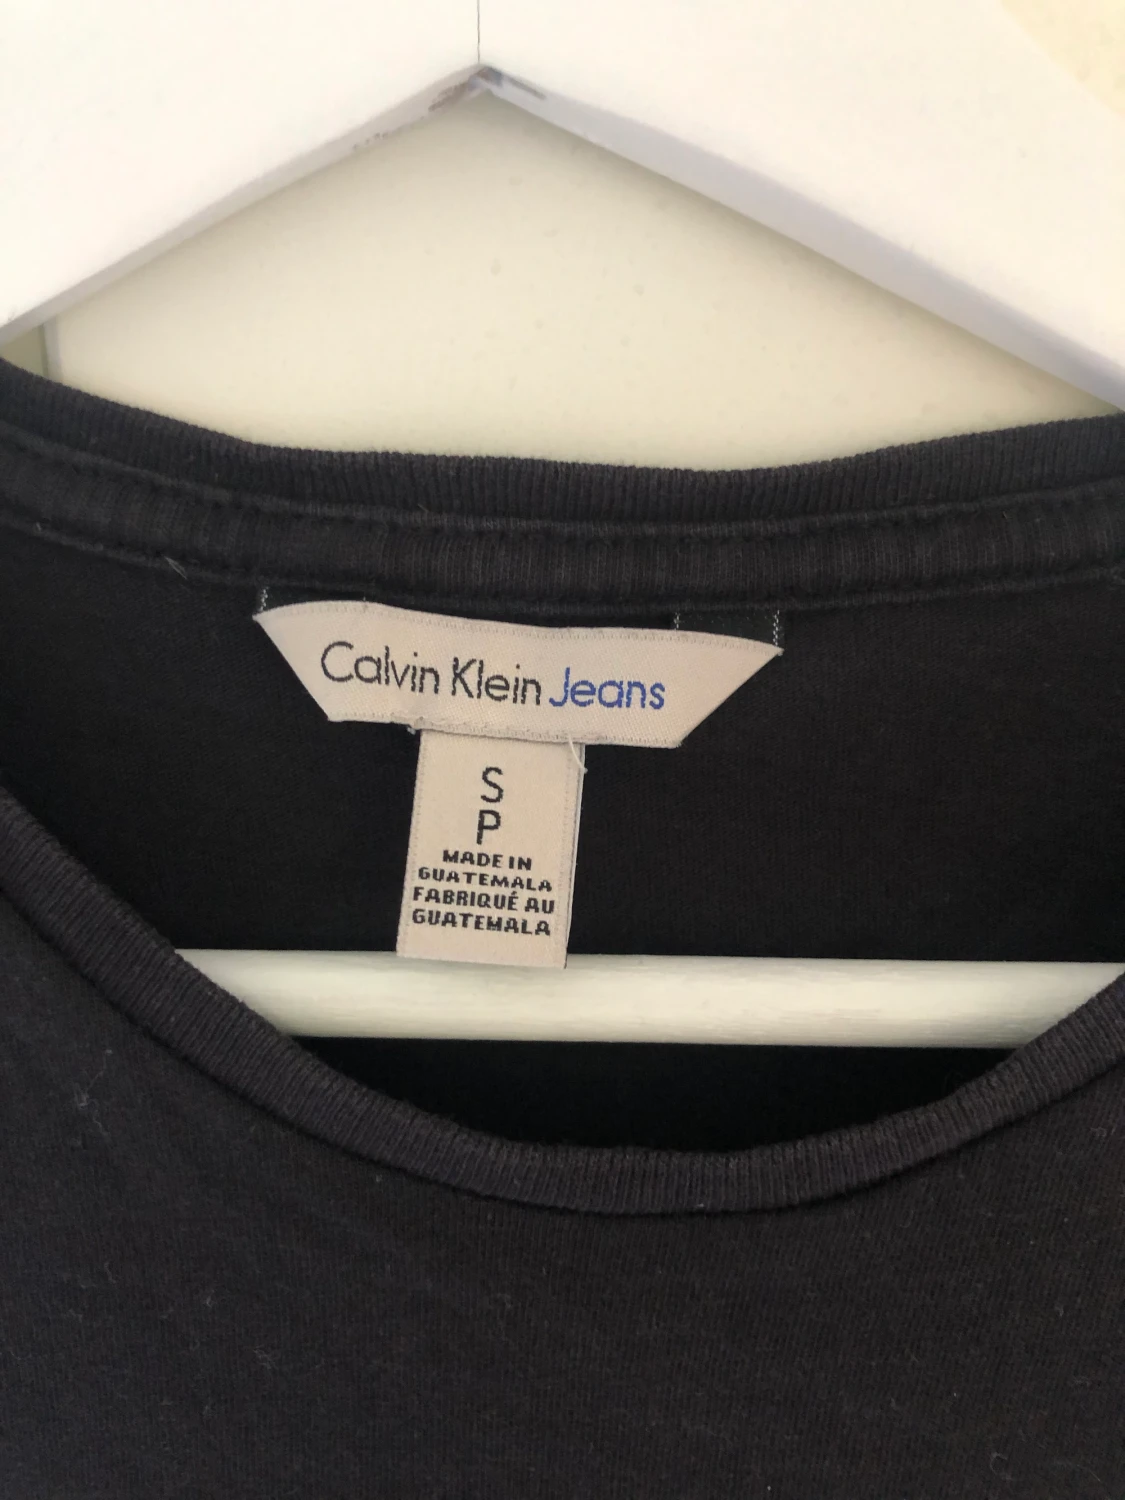 Calvin Klein Jeans
S
P
MADE IN
GUATEMALA
FABRIQUÉ AU
GUATEMALA